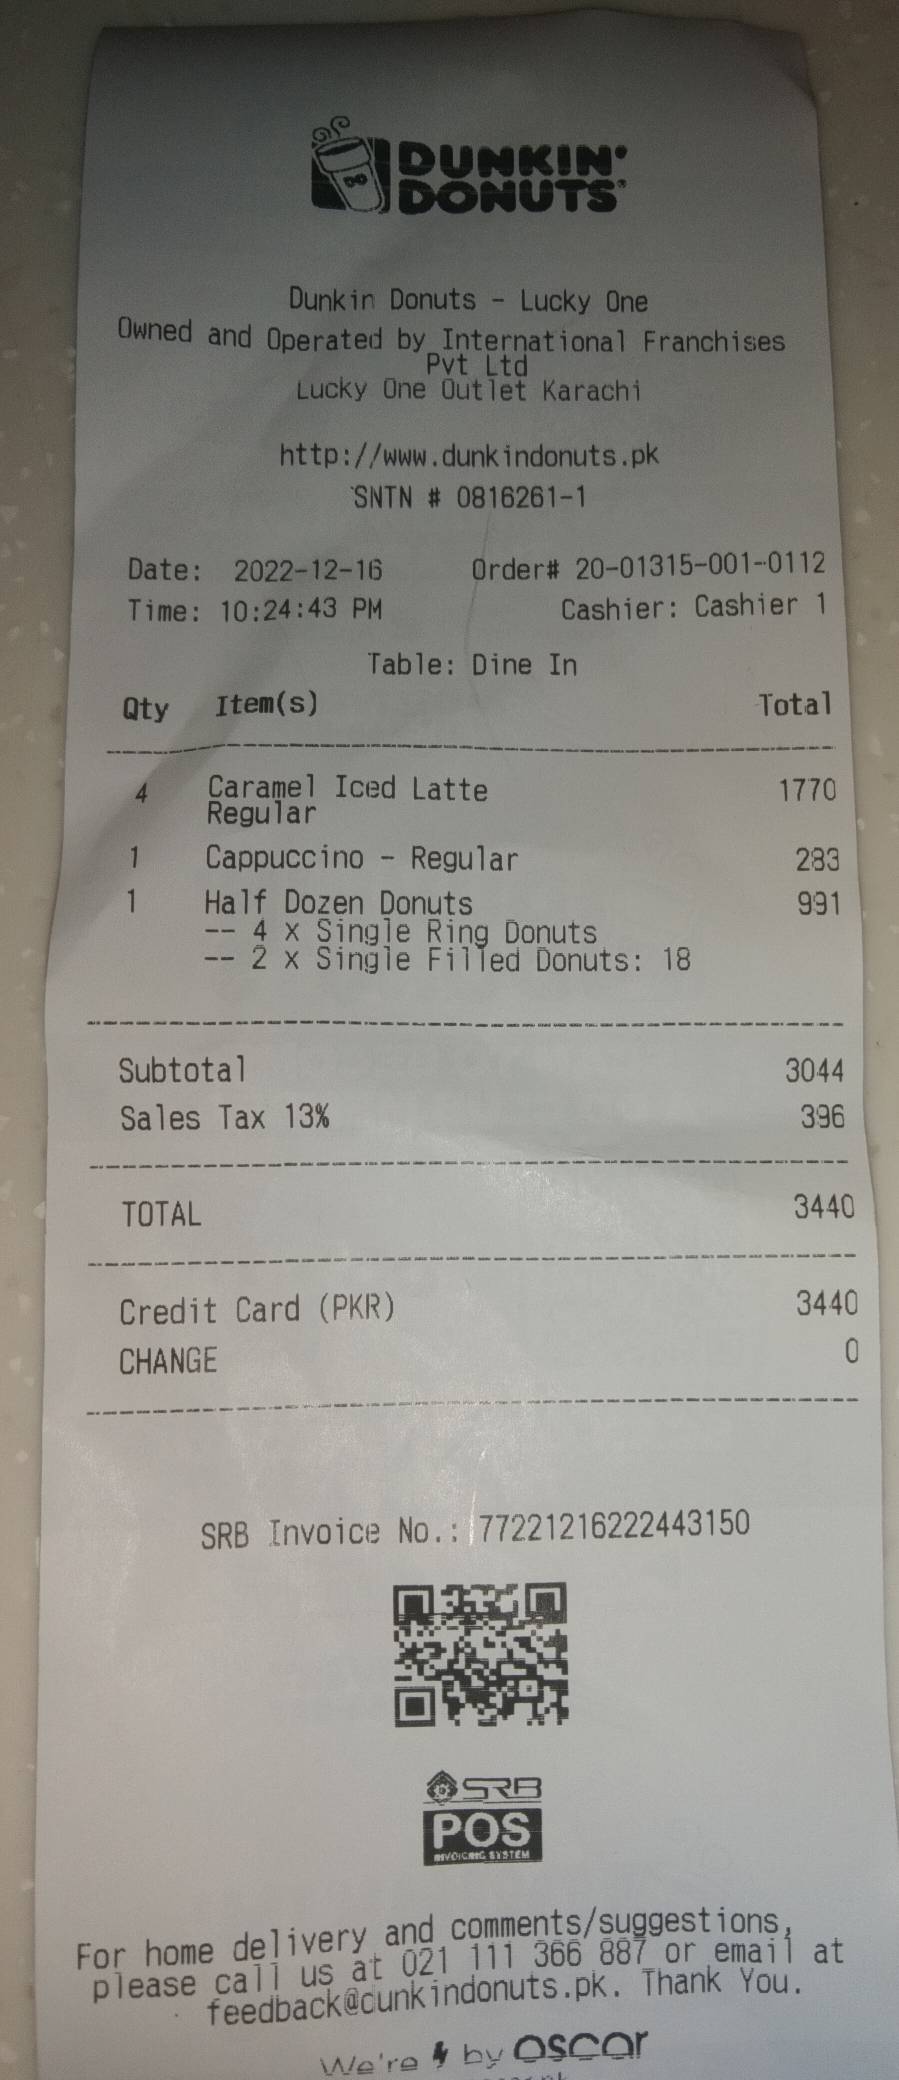 DUNKIN'
DONUTS
Dunkin Donuts - Lucky One
Owned and Operated by International Franchises
Pvt Ltd
Lucky One Outlet Karachi
http://www.dunkindonuts.pk
SNTN # 0816261-1
Date: 2022-12-16 Order# 20-01315-001-0112
Time: 10:24:43 PM Cashier: Cashier 1
Table: Dine In
Qty Item(s) Total
4 Caramel Iced Latte 1770
Regular
1 Cappuccino - Regular 283
1 Half Dozen Donuts 991
-- 4 x Single Ring Donuts
-- 2 x Single Filled Donuts: 18
Subtotal 3044
Sales Tax 13% 396
TOTAL 3440
Credit Card (PKR) 3440
CHANGE 0
SRB Invoice No.: 77221216222443150
SRB
POS
INVOICING SYSTEM
For home delivery and comments/suggestions,
please call us at 021 111 366 887 or email at
feedback@dunkindonuts.pk. Thank You.
We're by oscar